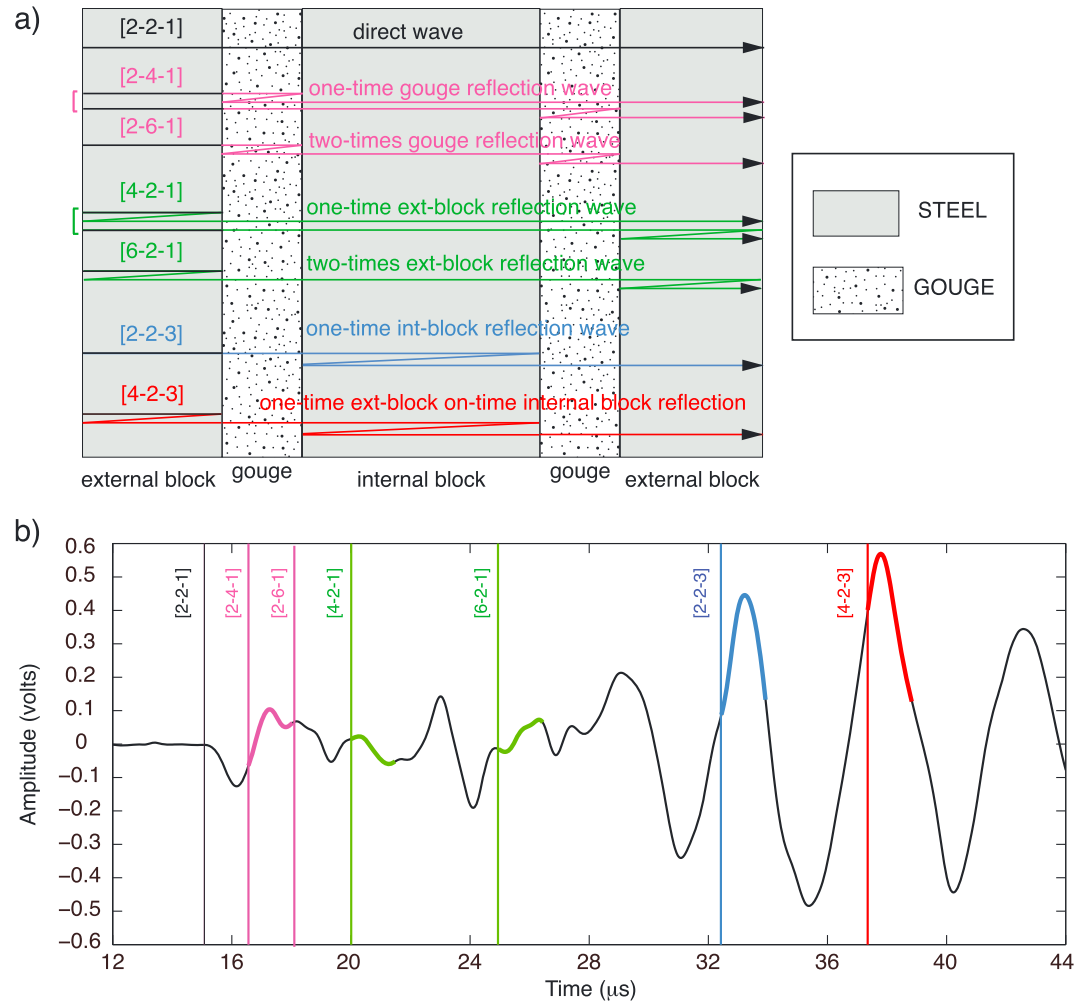 a)
[2-2-1]
direct wave
[2-4-1]
one-time gouge reflection wave
[2-6-1]
two-times gouge reflection wave
[4-2-1]
one-time ext-block reflection wave
[6-2-1]
two-times ext-block reflection wave
[2-2-3]
one-time int-block reflection wave
[4-2-3]
one-time ext-block on-time internal block reflection
external block
gouge
internal block
gouge
external block
STEEL
GOUGE
b)
0.6
0.5
0.4
0.3
0.2
0.1
0
–0.1
–0.2
–0.3
–0.4
–0.5
–0.6
Amplitude (volts)
[2-2-1]
[2-4-1]
[2-6-1]
[4-2-1]
[6-2-1]
[2-2-3]
[4-2-3]
12 16 20 24 28 32 36 40 44
Time (μs)